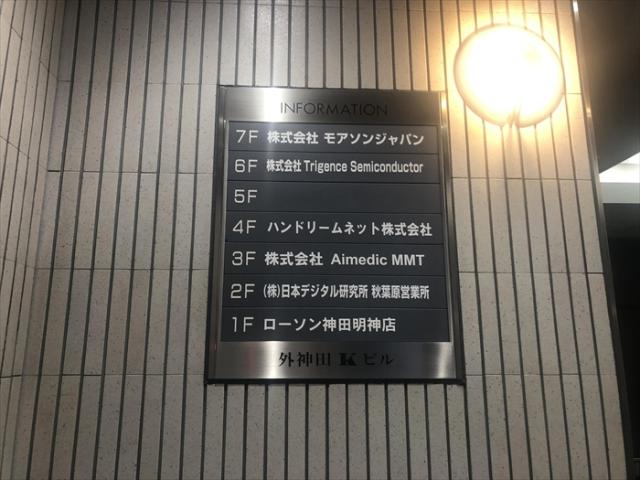 INFORMATION
7F 株式会社 モアソンジャパン
6F 株式会社 Trigence Semiconductor
5F
4F ハンドリームネット株式会社
3F 株式会社 Aimedic MMT
2F (株)日本デジタル研究所 秋葉原営業所
1F ローソン神田明神店
外神田 K ビル